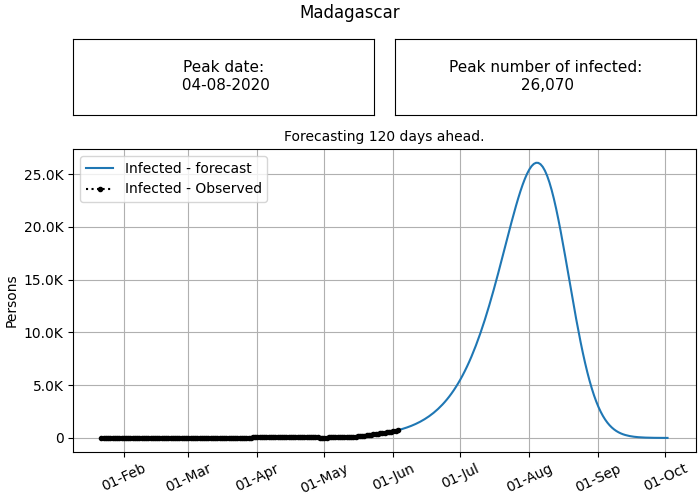 Madagascar
Peak date:
04-08-2020
Peak number of infected:
26,070
Forecasting 120 days ahead.
Infected - forecast
Infected - Observed
25.0K
20.0K
15.0K
10.0K
5.0K
0
Persons
01-Feb
01-Mar
01-Apr
01-May
01-Jun
01-Jul
01-Aug
01-Sep
01-Oct